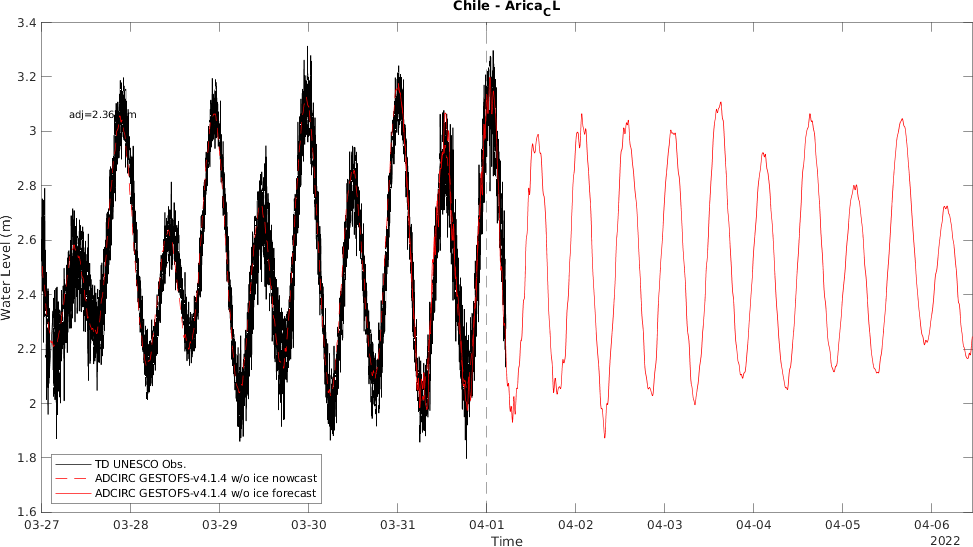 Chile - AricaCL
3.4
3.2
adj=2.36 m
3
2.8
2.6
2.4
2.2
2
1.8
1.6
Water Level (m)
TD UNESCO Obs.
ADCIRC GESTOFS-v4.1.4 w/o ice nowcast
ADCIRC GESTOFS-v4.1.4 w/o ice forecast
03-27 03-28 03-29 03-30 03-31 04-01 04-02 04-03 04-04 04-05 04-06
Time
2022